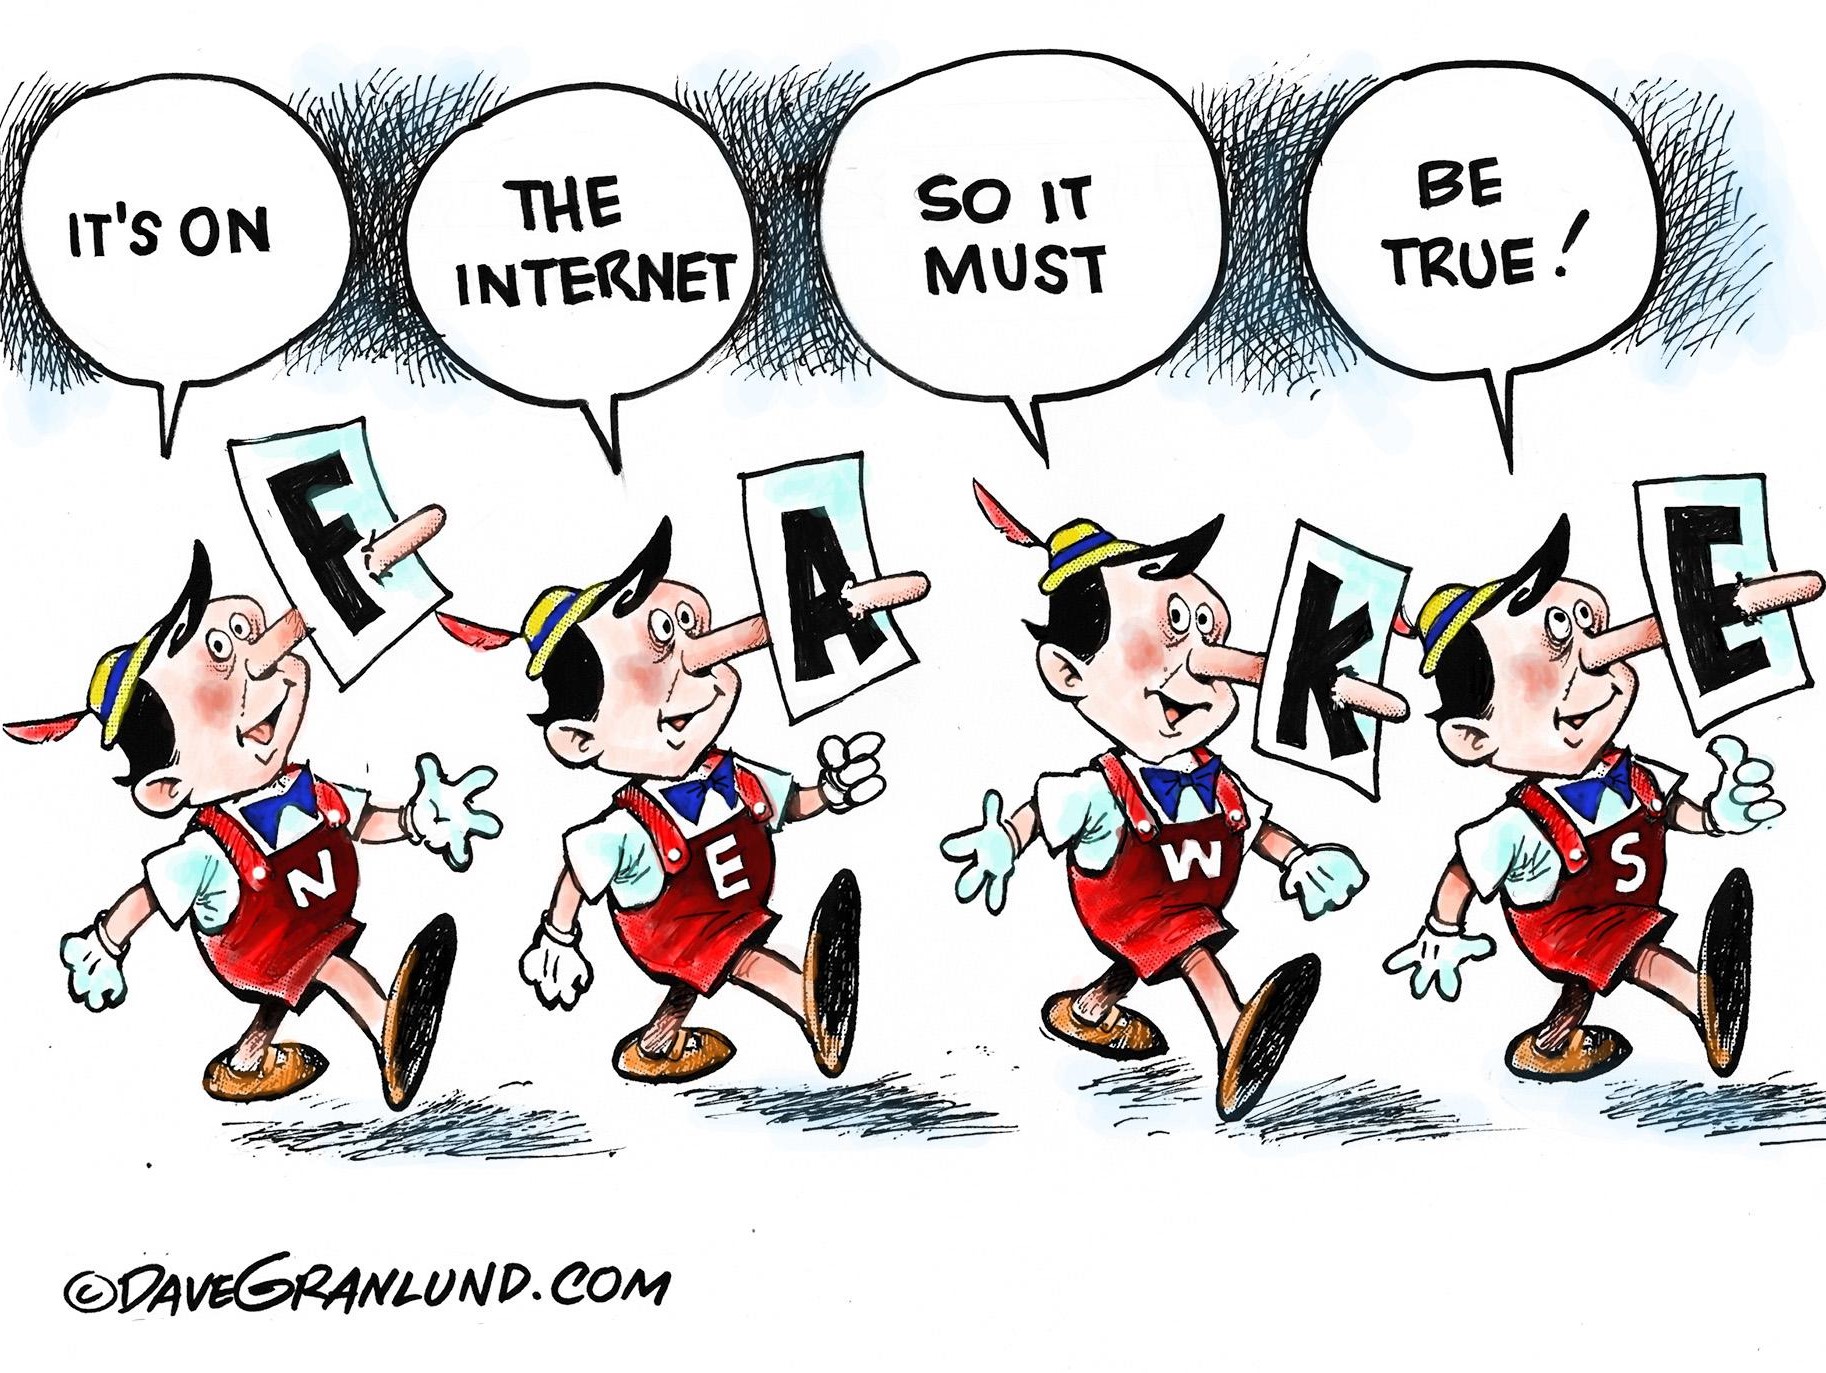 IT'S ON
THE
INTERNET
SO IT
MUST
BE
TRUE!
F
A
K
E
N
E
W
S
©DAVEGRANLUND.COM